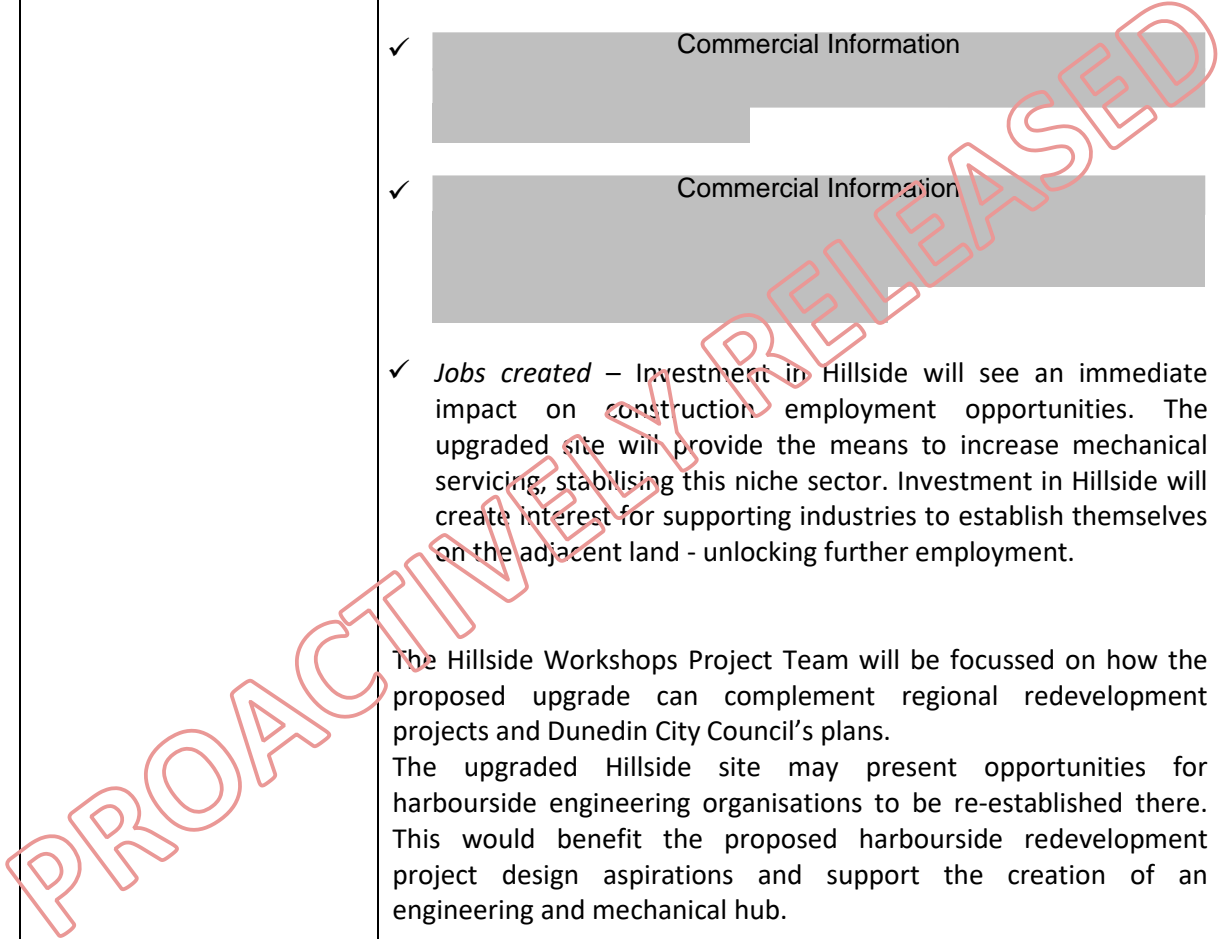 ✓ Commercial Information
✓ Commercial Information
✓ Jobs created – Investment in Hillside will see an immediate
impact on construction employment opportunities. The
upgraded site will provide the means to increase mechanical
servicing, stabilising this niche sector. Investment in Hillside will
create interest for supporting industries to establish themselves
on the adjacent land - unlocking further employment.
The Hillside Workshops Project Team will be focussed on how the
proposed upgrade can complement regional redevelopment
projects and Dunedin City Council’s plans.
The upgraded Hillside site may present opportunities for
harbourside engineering organisations to be re-established there.
This would benefit the proposed harbourside redevelopment
project design aspirations and support the creation of an
engineering and mechanical hub.
PROACTIVELY RELEASED